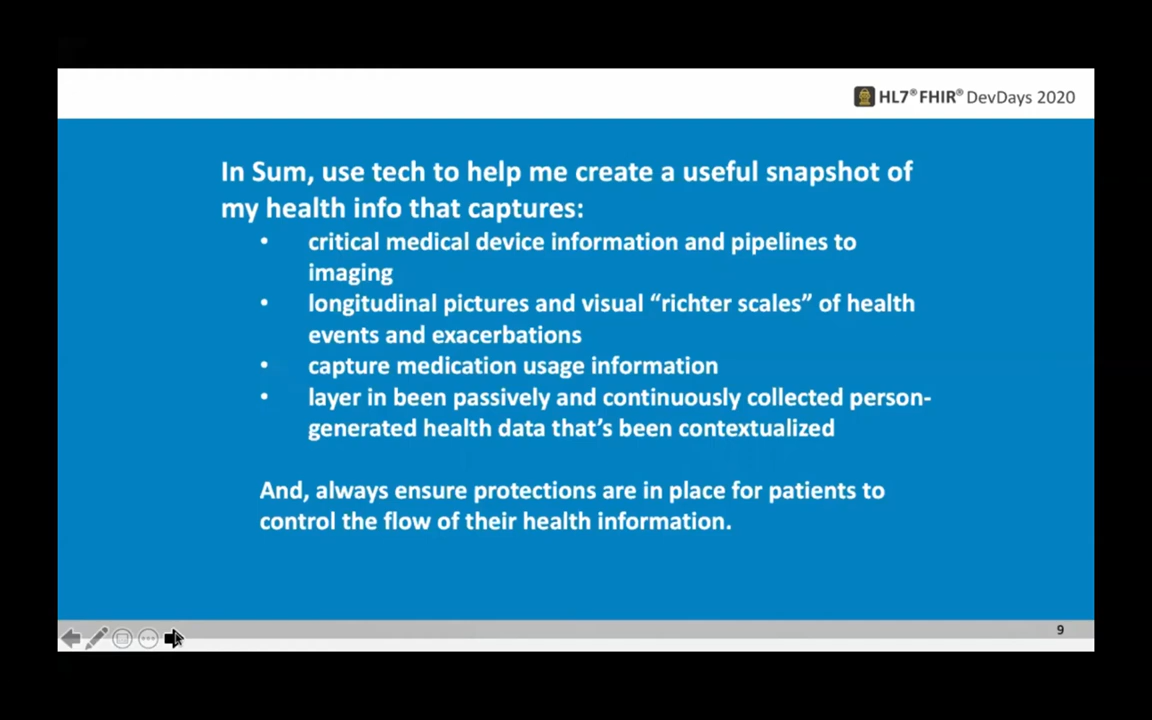 HL7® FHIR® DevDays 2020
In Sum, use tech to help me create a useful snapshot of
my health info that captures:
• critical medical device information and pipelines to
imaging
• longitudinal pictures and visual “richter scales” of health
events and exacerbations
• capture medication usage information
• layer in been passively and continuously collected person-
generated health data that’s been contextualized
And, always ensure protections are in place for patients to
control the flow of their health information.
9